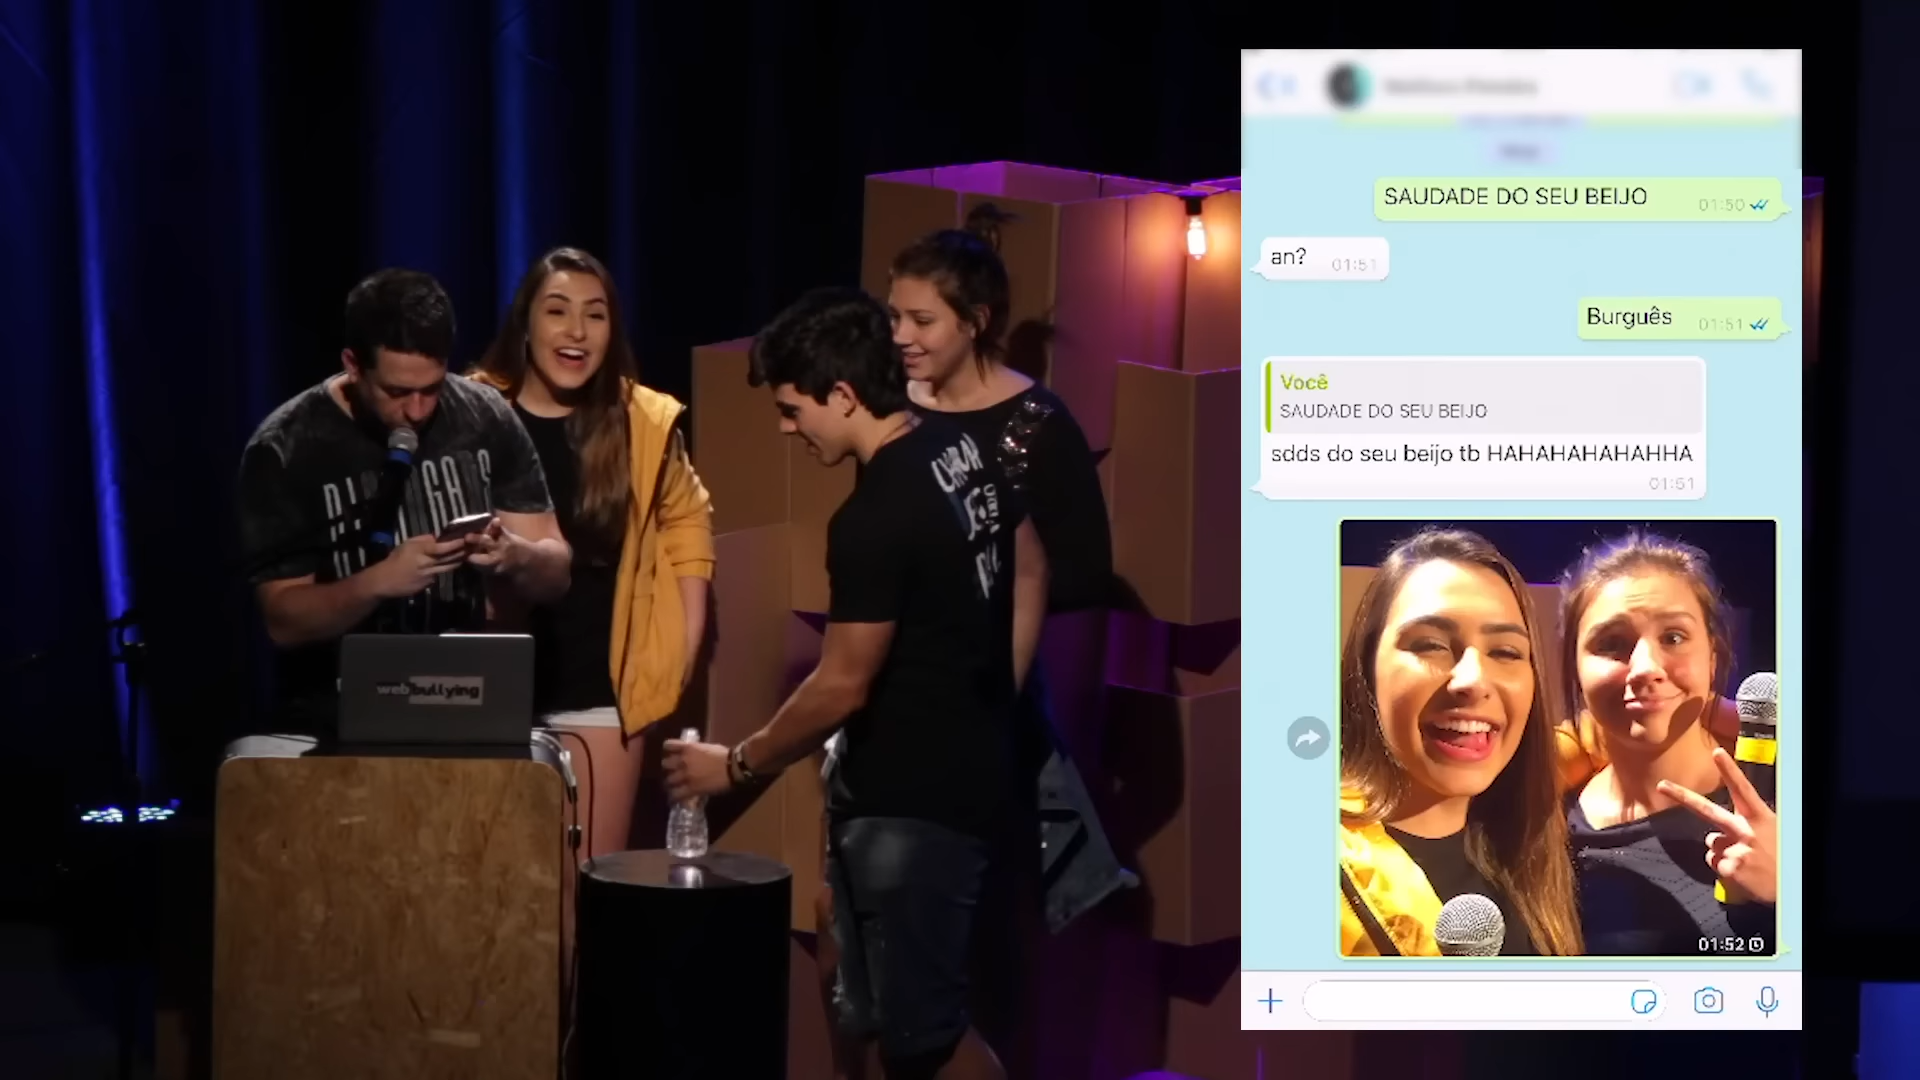 SAUDADE DO SEU BEIJO 01:50
an? 01:51
Burguês 01:51
Você
SAUDADE DO SEU BEIJO
sdds do seu beijo tb HAHAHAHAHAHHA
01:51
01:52
webbullying